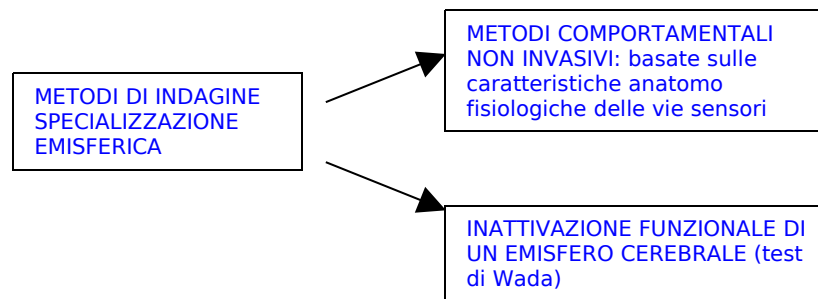 METODI DI INDAGINE
SPECIALIZZAZIONE
EMISFERICA
METODI COMPORTAMENTALI
NON INVASIVI: basate sulle
caratteristiche anatomo
fisiologiche delle vie sensori
INATTIVAZIONE FUNZIONALE DI
UN EMISFERO CEREBRALE (test
di Wada)